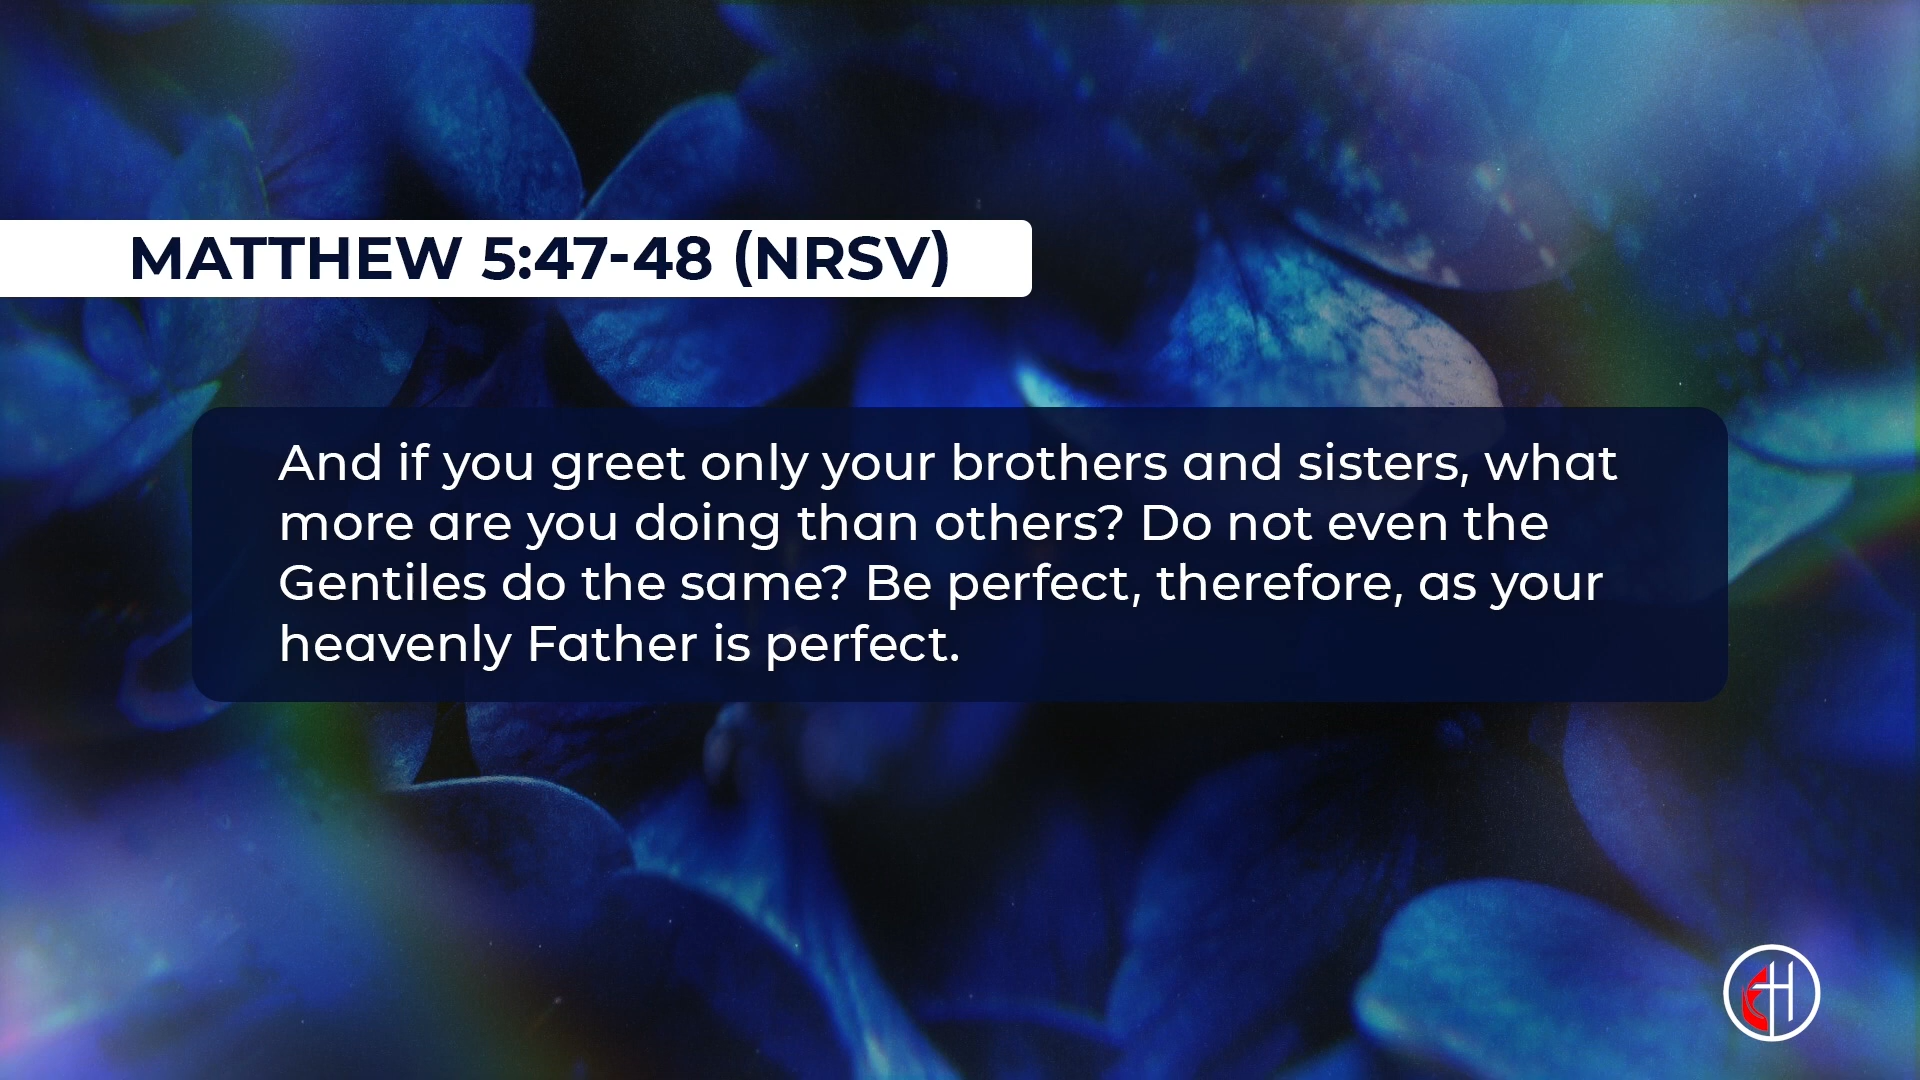 MATTHEW 5:47-48 (NRSV)
And if you greet only your brothers and sisters, what
more are you doing than others? Do not even the
Gentiles do the same? Be perfect, therefore, as your
heavenly Father is perfect.
H